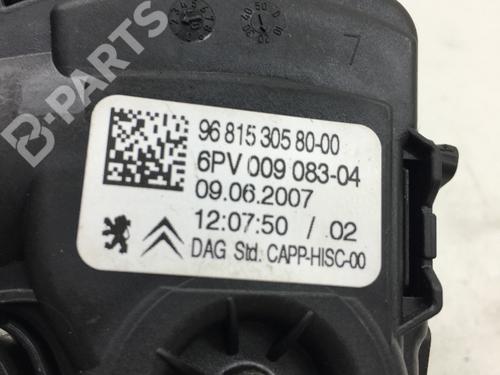 7
96 815 305 80-00
6PV 009 083-04
09.06.2007
12:07:50 / 02
DAG Std. CAPP-HISC-00
B-PARTS